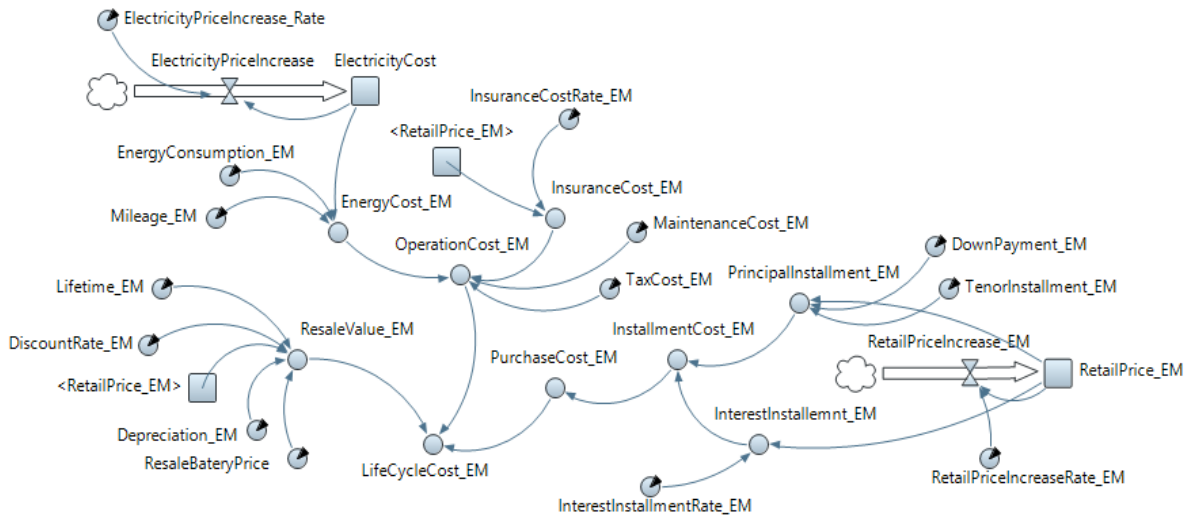 ElectricityPriceIncrease_Rate
ElectricityPriceIncrease
ElectricityCost
InsuranceCostRate_EM
<RetailPrice_EM>
EnergyConsumption_EM
InsuranceCost_EM
EnergyCost_EM
Mileage_EM
MaintenanceCost_EM
OperationCost_EM
DownPayment_EM
PrincipalInstallment_EM
Lifetime_EM
TaxCost_EM
TenorInstallment_EM
ResaleValue_EM
InstallmentCost_EM
RetailPriceIncrease_EM
DiscountRate_EM
PurchaseCost_EM
<RetailPrice_EM>
RetailPrice_EM
InterestInstallemnt_EM
Depreciation_EM
ResaleBateryPrice
LifeCycleCost_EM
RetailPriceIncreaseRate_EM
InterestInstallmentRate_EM